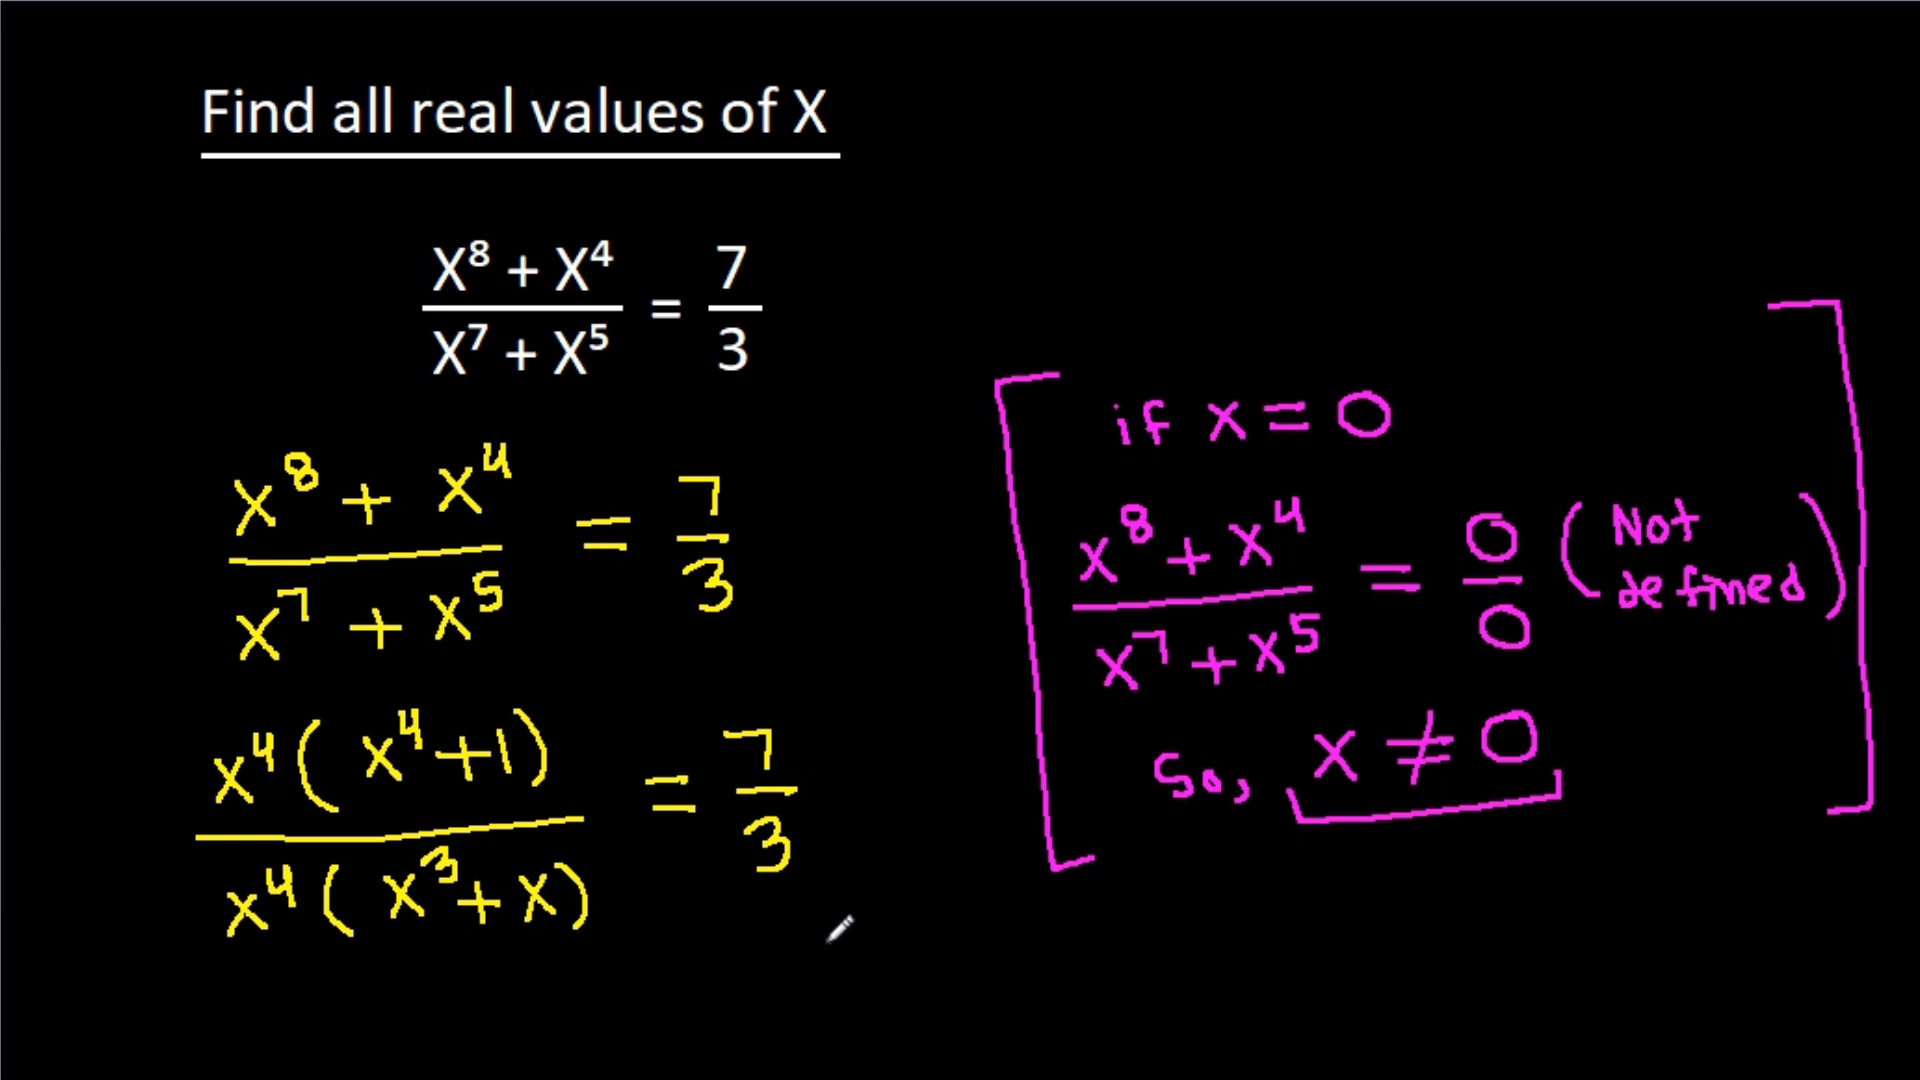 Find all real values of X
X⁸ + X⁴ / X⁷ + X⁵ = 7/3
x⁸ + x⁴ / x⁷ + x⁵ = 7/3
x⁴(x⁴+1) / x⁴(x³+x) = 7/3
if x = 0
x⁸ + x⁴ / x⁷ + x⁵ = 0/0 (Not defined)
So, x ≠ 0